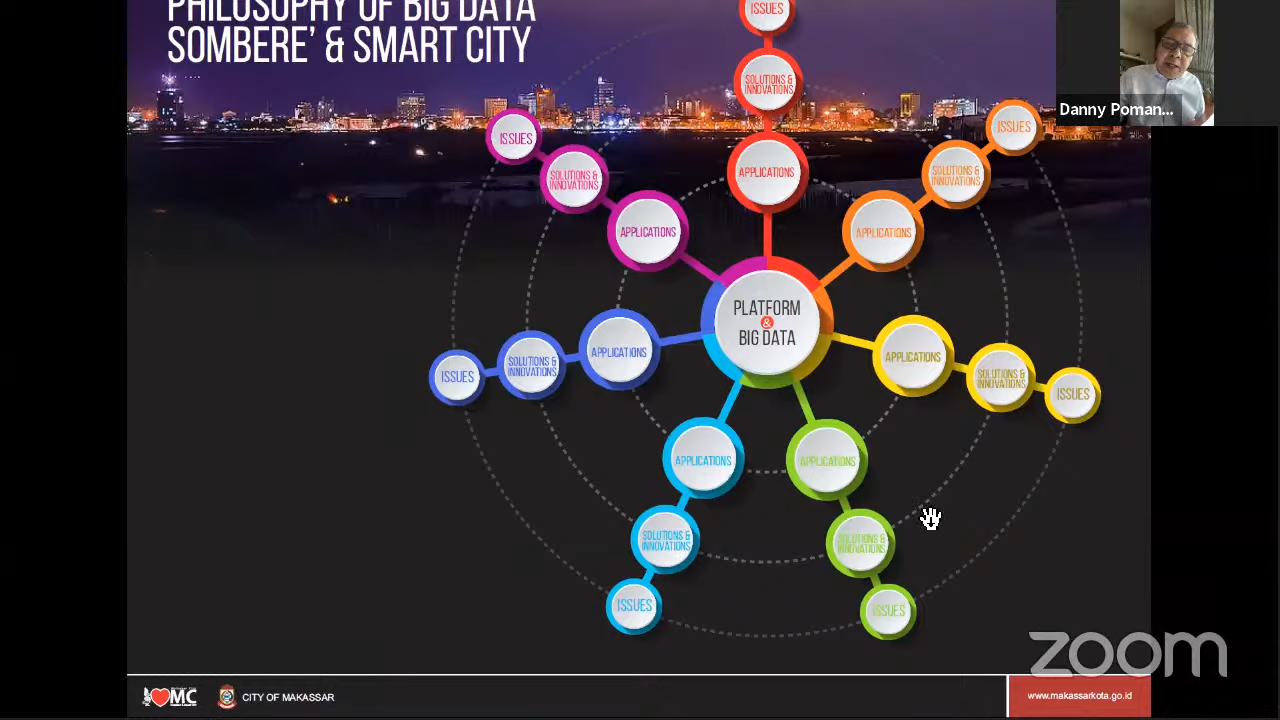 PHILOSOPHY OF BIG DATA
SOMBERE’ & SMART CITY
Danny Poman...
ISSUES
SOLUTIONS &
INNOVATIONS
APPLICATIONS
ISSUES
SOLUTIONS &
INNOVATIONS
APPLICATIONS
ISSUES
SOLUTIONS &
INNOVATIONS
APPLICATIONS
PLATFORM
&
BIG DATA
APPLICATIONS
SOLUTIONS &
INNOVATIONS
ISSUES
ISSUES
SOLUTIONS &
INNOVATIONS
APPLICATIONS
APPLICATIONS
SOLUTIONS &
INNOVATIONS
ISSUES
APPLICATIONS
SOLUTIONS &
INNOVATIONS
ISSUES
zoom
MC
CITY OF MAKASSAR
www.makassarkota.go.id